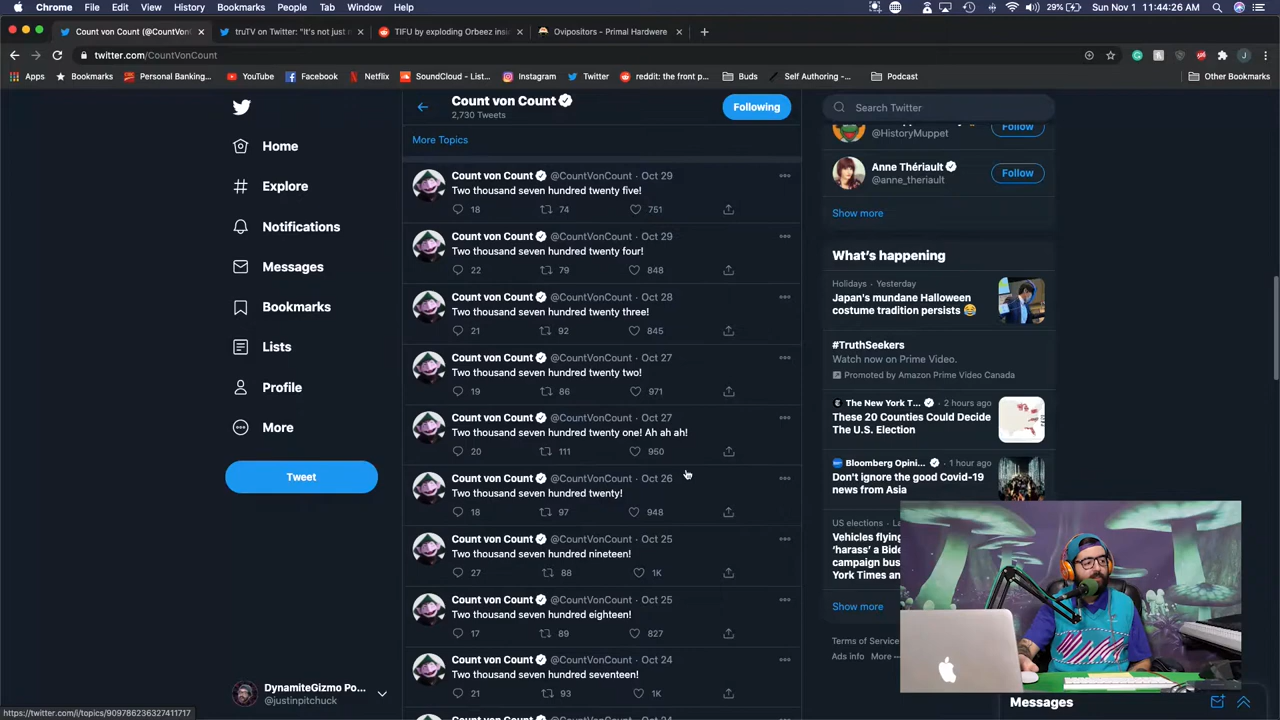 Chrome File Edit View History Bookmarks People Tab Window Help 29% Sun Nov 1 11:44:26 AM
Count von Count (@CountVonC
truTV on Twitter: "It's not just
TIFU by exploding Orbeez insi
Ovipositors - Primal Hardware
twitter.com/CountVonCount
Apps Bookmarks Personal Banking... YouTube Facebook Netflix SoundCloud - List... Instagram Twitter reddit: the front p... Buds Self Authoring -... Podcast Other Bookmarks
Home
Explore
Notifications
Messages
Bookmarks
Lists
Profile
More
Tweet
DynamiteGizmo Po...
@justinpitchuck
https://twitter.com/i/topics/909786236327411717
Count von Count
2,730 Tweets
Following
More Topics
Count von Count @CountVonCount · Oct 29
Two thousand seven hundred twenty five!
18 74 751
Count von Count @CountVonCount · Oct 29
Two thousand seven hundred twenty four!
22 79 848
Count von Count @CountVonCount · Oct 28
Two thousand seven hundred twenty three!
21 92 845
Count von Count @CountVonCount · Oct 27
Two thousand seven hundred twenty two!
19 86 971
Count von Count @CountVonCount · Oct 27
Two thousand seven hundred twenty one! Ah ah ah!
20 111 950
Count von Count @CountVonCount · Oct 26
Two thousand seven hundred twenty!
18 97 948
Count von Count @CountVonCount · Oct 25
Two thousand seven hundred nineteen!
27 88 1K
Count von Count @CountVonCount · Oct 25
Two thousand seven hundred eighteen!
17 89 827
Count von Count @CountVonCount · Oct 24
Two thousand seven hundred seventeen!
21 93 1K
Search Twitter
@HistoryMuppet
Follow
Anne Thériault
@anne_theriault
Follow
Show more
What's happening
Holidays · Yesterday
Japan's mundane Halloween
costume tradition persists 😂
#TruthSeekers
Watch now on Prime Video.
Promoted by Amazon Prime Video Canada
The New York T... · 2 hours ago
These 20 Counties Could Decide
The U.S. Election
Bloomberg Opini... · 1 hour ago
Don't ignore the good Covid-19
news from Asia
US elections
Vehicles flying
'harass' a Bide
campaign bus
York Times an
Show more
Terms of Service
Ads info More
Messages